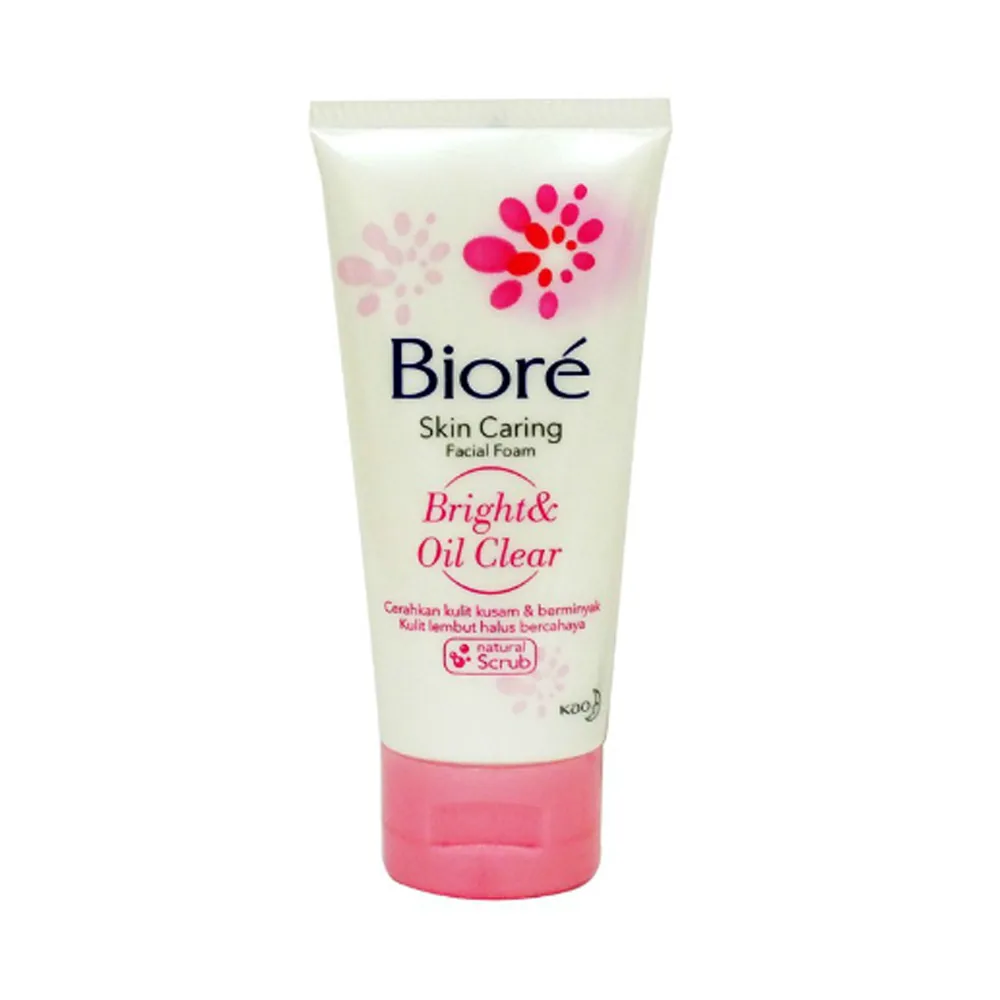 Bioré
Skin Caring
Facial Foam
Bright&
Oil Clear
Cerahkan kulit kusam & berminyak
Kulit lembut halus bercahaya
natural
Scrub
Kao